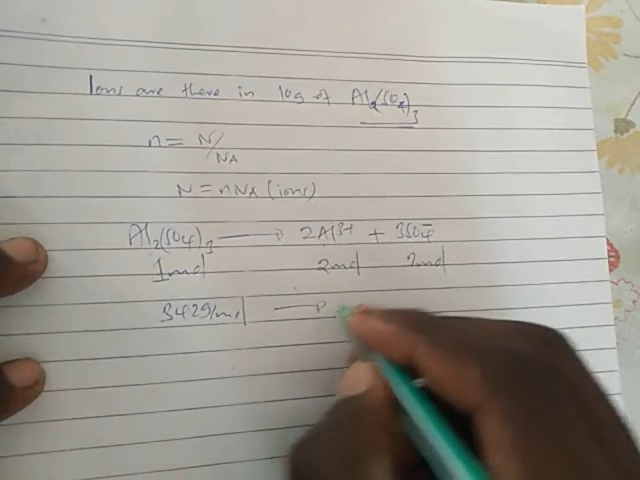 Ions are there in 10g of Al₂(SO₄)₃
n = N/NA
N = nNA (ions)
Al₂(SO₄)₃ → 2Al³⁺ + 3SO₄⁻
1mol 2mol 3mol
342g/mol →